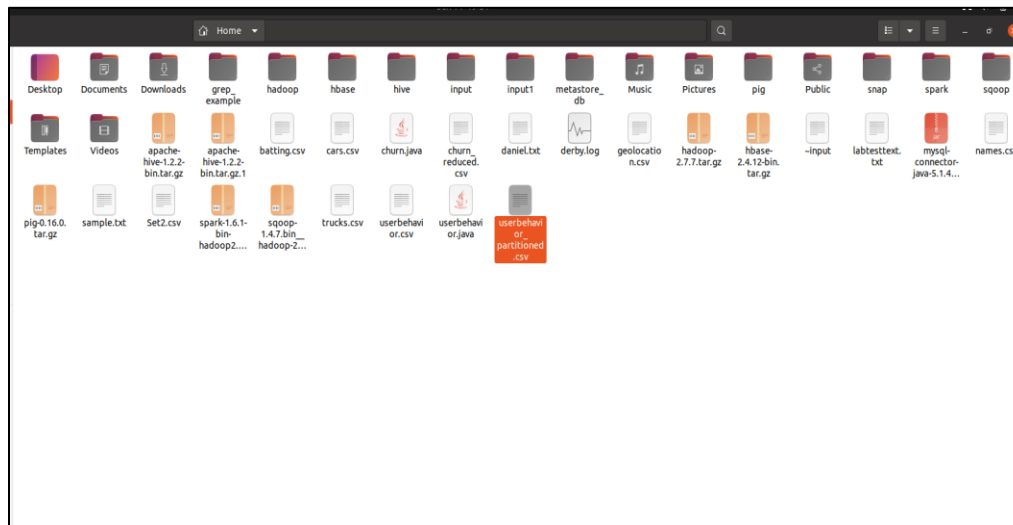 Home
Desktop
Documents
Downloads
grep_
example
hadoop
hbase
hive
input
input1
metastore_
db
Music
Pictures
pig
Public
snap
spark
sqoop
Templates
Videos
apache-
hive-1.2.2-
bin.tar.gz
apache-
hive-1.2.2-
bin.tar.gz.1
batting.csv
cars.csv
churn.java
churn_
reduced.
csv
daniel.txt
derby.log
geolocatio
n.csv
hadoop-
2.7.7.tar.gz
hbase-
2.4.12-bin.
tar.gz
~input
labtesttext.
txt
mysql-
connector-
java-5.1.4...
names.cs
pig-0.16.0.
tar.gz
sample.txt
Set2.csv
spark-1.6.1-
bin-
hadoop2....
sqoop-
1.4.7.bin__
hadoop-2...
trucks.csv
userbehavi
or.csv
userbehavi
or.java
userbehavi
or_
partitioned
.csv